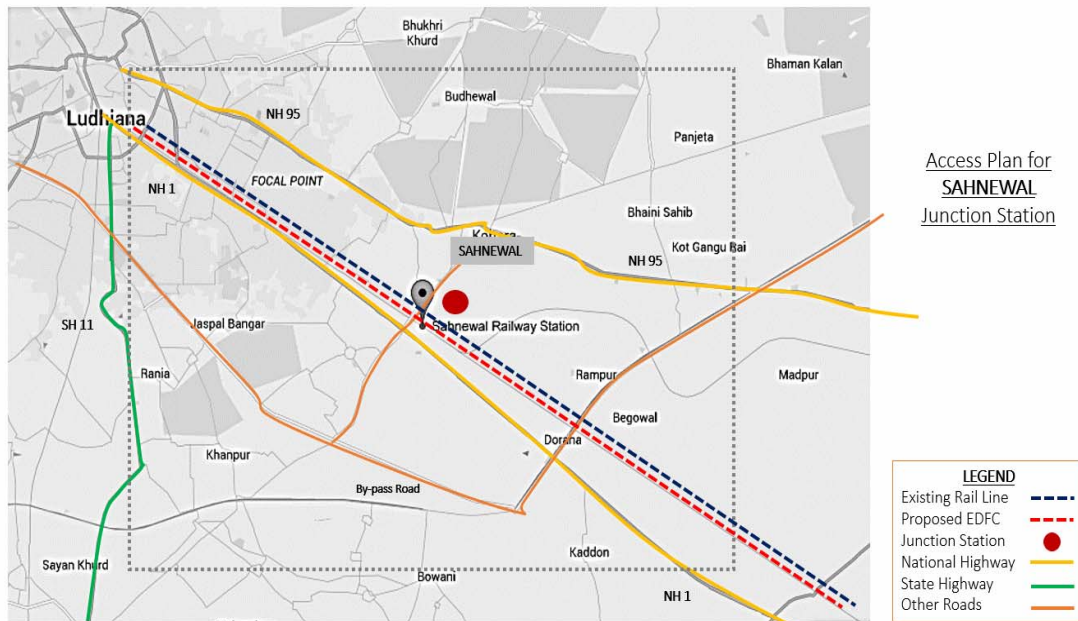 Bhukhri
Khurd
Bhaman Kalan
Budhewal
Ludhiana
NH 95
Panjeta
Access Plan for
SAHNEWAL
Junction Station
NH 1
FOCAL POINT
Bhaini Sahib
Kot Gangu Rai
SAHNEWAL
NH 95
SH 11
Jaspal Bangar
Sahnewal Railway Station
Rania
Rampur
Madpur
Begowal
Dorana
Khanpur
By-pass Road
Kaddon
Sayan Khurd
Bowani
NH 1
LEGEND
Existing Rail Line
Proposed EDFC
Junction Station
National Highway
State Highway
Other Roads